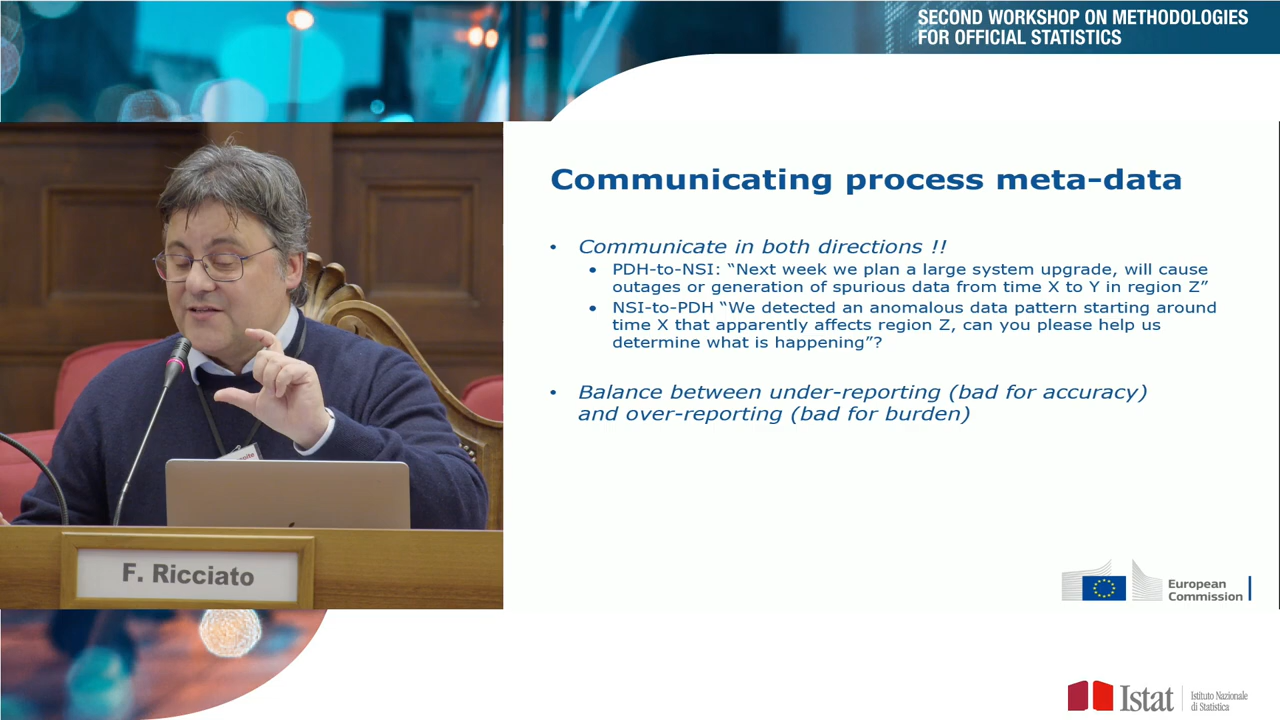 SECOND WORKSHOP ON METHODOLOGIES
FOR OFFICIAL STATISTICS
Communicating process meta-data
• Communicate in both directions !!
• PDH-to-NSI: “Next week we plan a large system upgrade, will cause
outages or generation of spurious data from time X to Y in region Z”
• NSI-to-PDH “We detected an anomalous data pattern starting around
time X that apparently affects region Z, can you please help us
determine what is happening”?
• Balance between under-reporting (bad for accuracy)
and over-reporting (bad for burden)
F. Ricciato
European
Commission
Istat
Istituto Nazionale
di Statistica